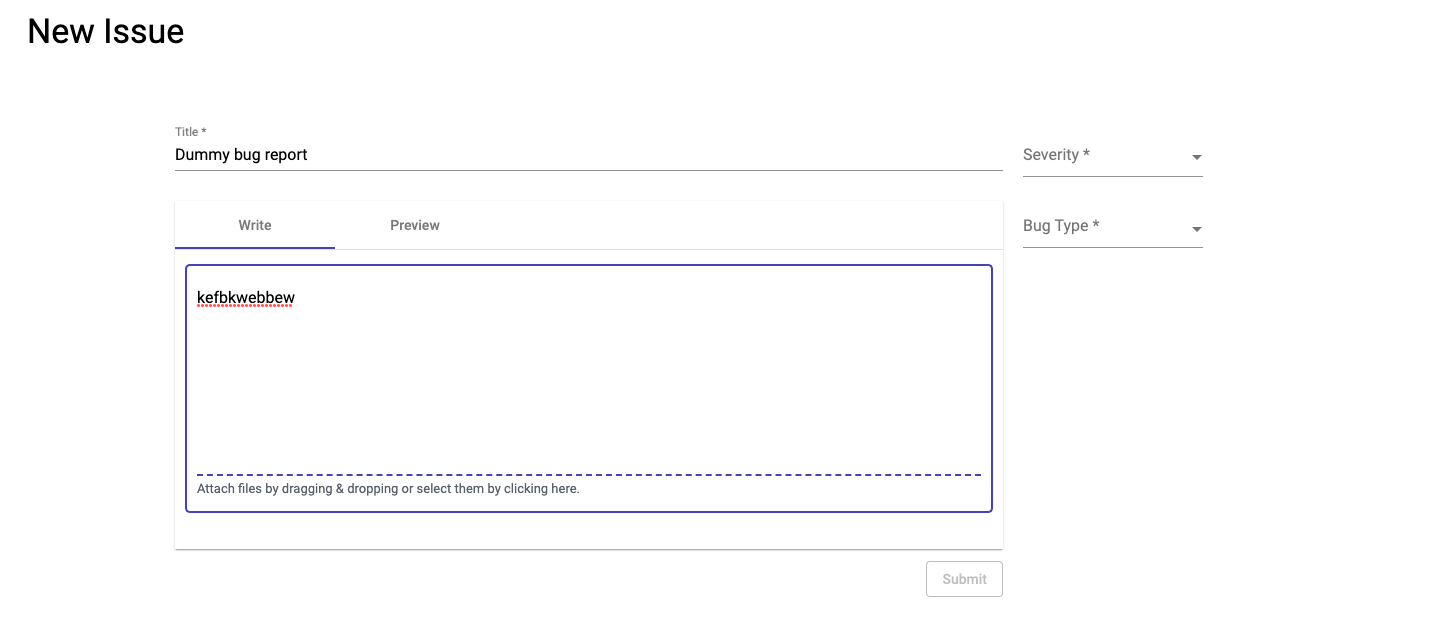 New Issue
Title *
Dummy bug report
Severity *
Write
Preview
Bug Type *
kefbkwebbew
Attach files by dragging & dropping or select them by clicking here.
Submit